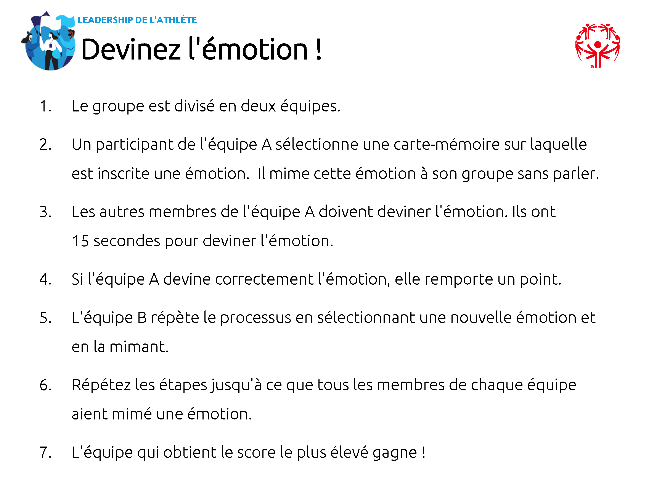 LEADERSHIP DE L'ATHLÈTE
Devinez l'émotion !
1. Le groupe est divisé en deux équipes.
2. Un participant de l'équipe A sélectionne une carte-mémoire sur laquelle
est inscrite une émotion. Il mime cette émotion à son groupe sans parler.
3. Les autres membres de l'équipe A doivent deviner l'émotion. Ils ont
15 secondes pour deviner l'émotion.
4. Si l'équipe A devine correctement l'émotion, elle remporte un point.
5. L'équipe B répète le processus en sélectionnant une nouvelle émotion et
en la mimant.
6. Répétez les étapes jusqu'à ce que tous les membres de chaque équipe
aient mimé une émotion.
7. L'équipe qui obtient le score le plus élevé gagne !